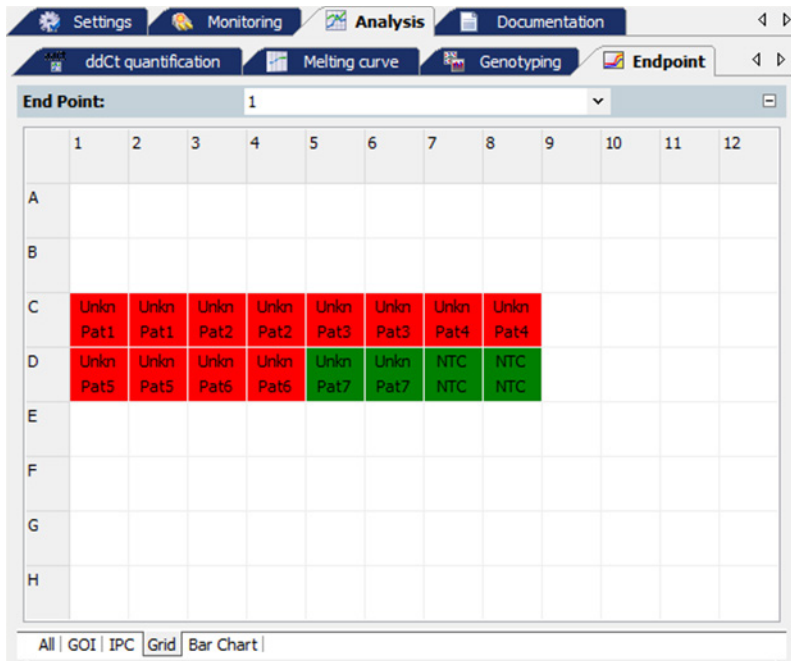 Settings Monitoring Analysis Documentation
ddCt quantification Melting curve Genotyping Endpoint
End Point: 1
1 2 3 4 5 6 7 8 9 10 11 12
A
B
C Unkn Unkn Unkn Unkn Unkn Unkn Unkn Unkn
Pat1 Pat1 Pat2 Pat2 Pat3 Pat3 Pat4 Pat4
D Unkn Unkn Unkn Unkn Unkn Unkn NTC NTC
Pat5 Pat5 Pat6 Pat6 Pat7 Pat7 NTC NTC
E
F
G
H
All GOI IPC Grid Bar Chart